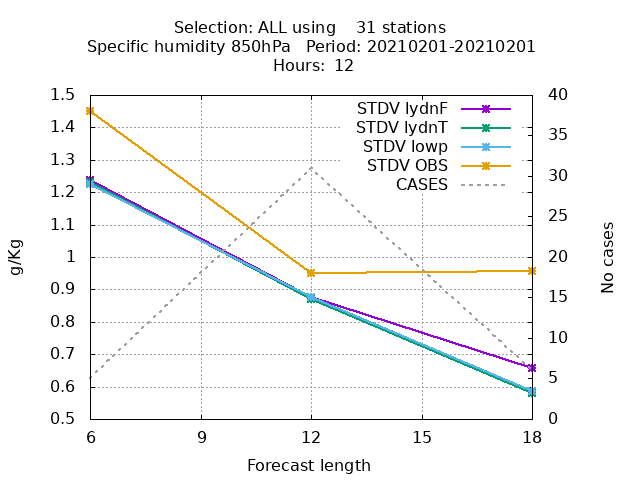 Selection: ALL using    31 stations
Specific humidity 850hPa   Period: 20210201-20210201
Hours:  12
STDV lydnF
STDV lydnT
STDV lowp
STDV OBS
CASES
1.5
1.4
1.3
1.2
1.1
1
0.9
0.8
0.7
0.6
0.5
g/Kg
40
35
30
25
20
15
10
5
0
No cases
6 9 12 15 18
Forecast length